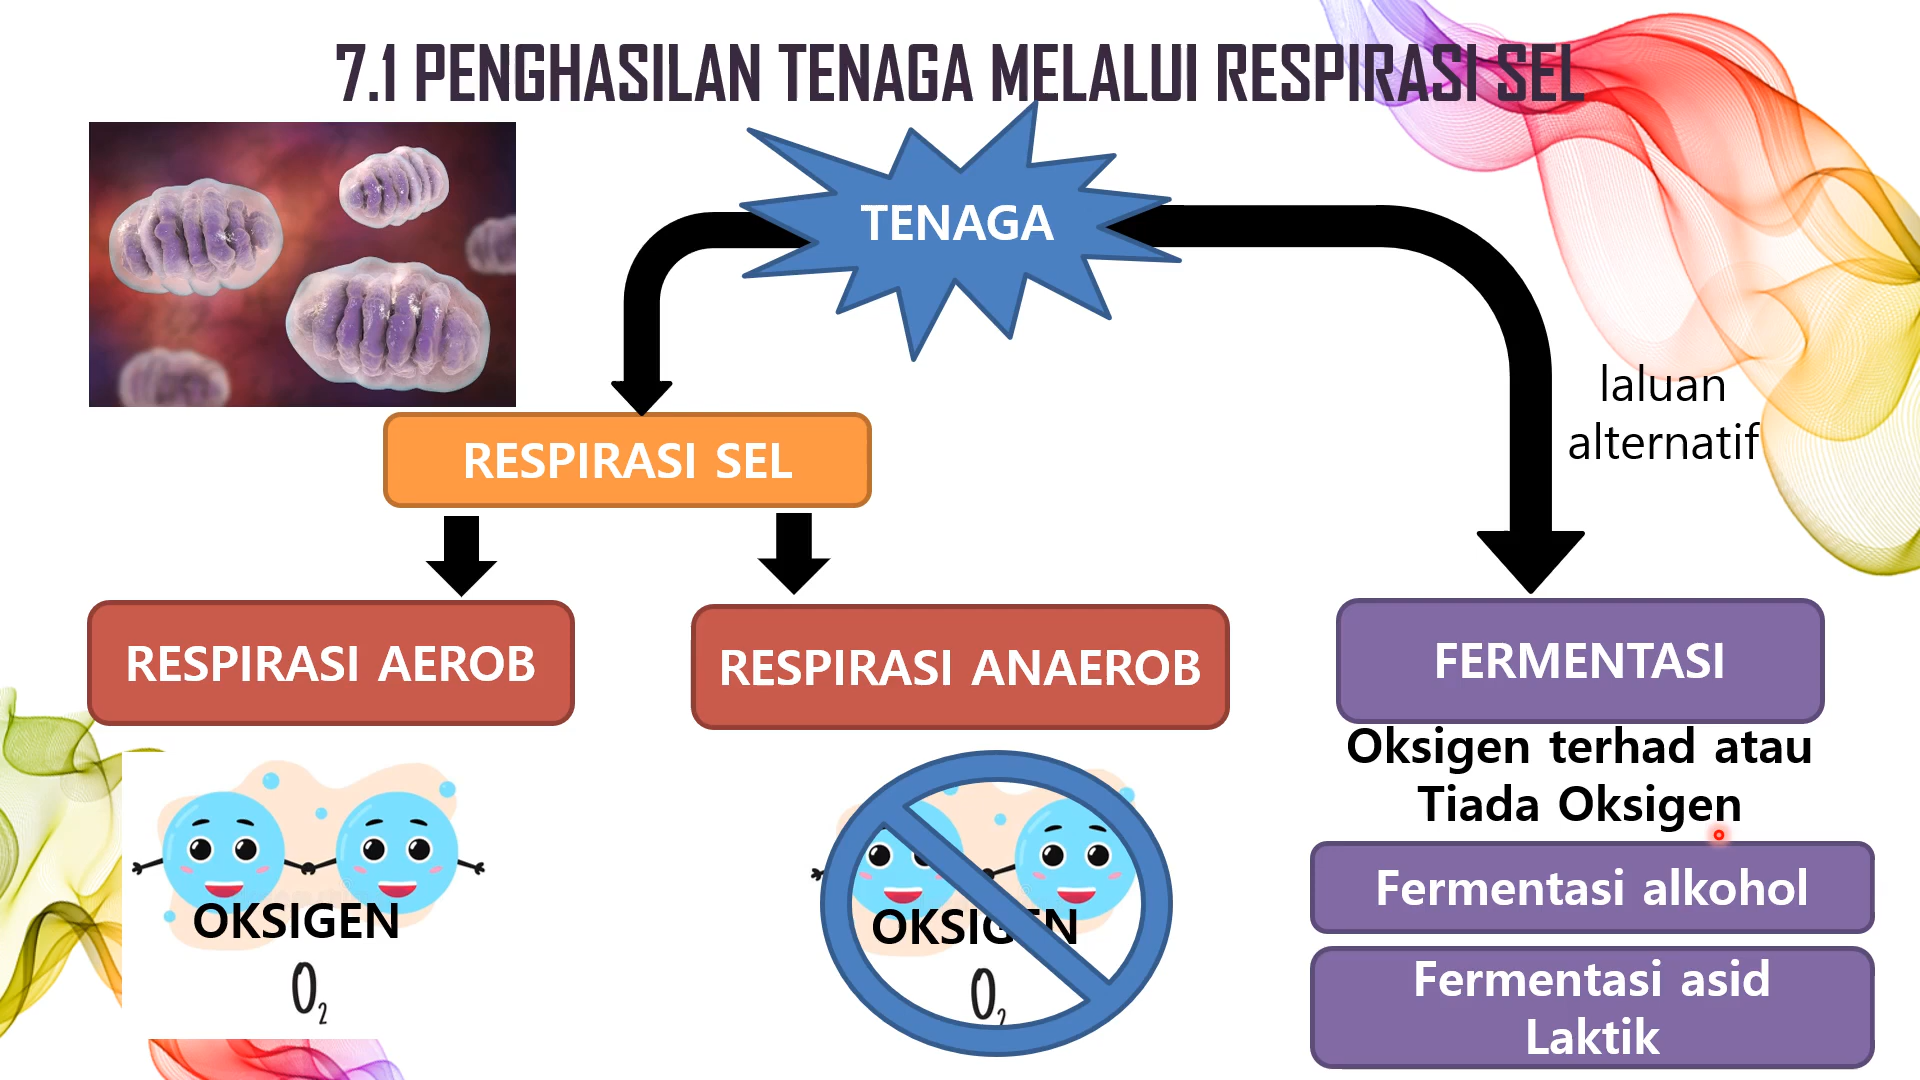 7.1 PENGHASILAN TENAGA MELALUI RESPIRASI SEL
TENAGA
laluan
alternatif
RESPIRASI SEL
RESPIRASI AEROB
RESPIRASI ANAEROB
FERMENTASI
Oksigen terhad atau
Tiada Oksigen
OKSIGEN
O₂
OKSIGEN
O₂
Fermentasi alkohol
Fermentasi asid
Laktik